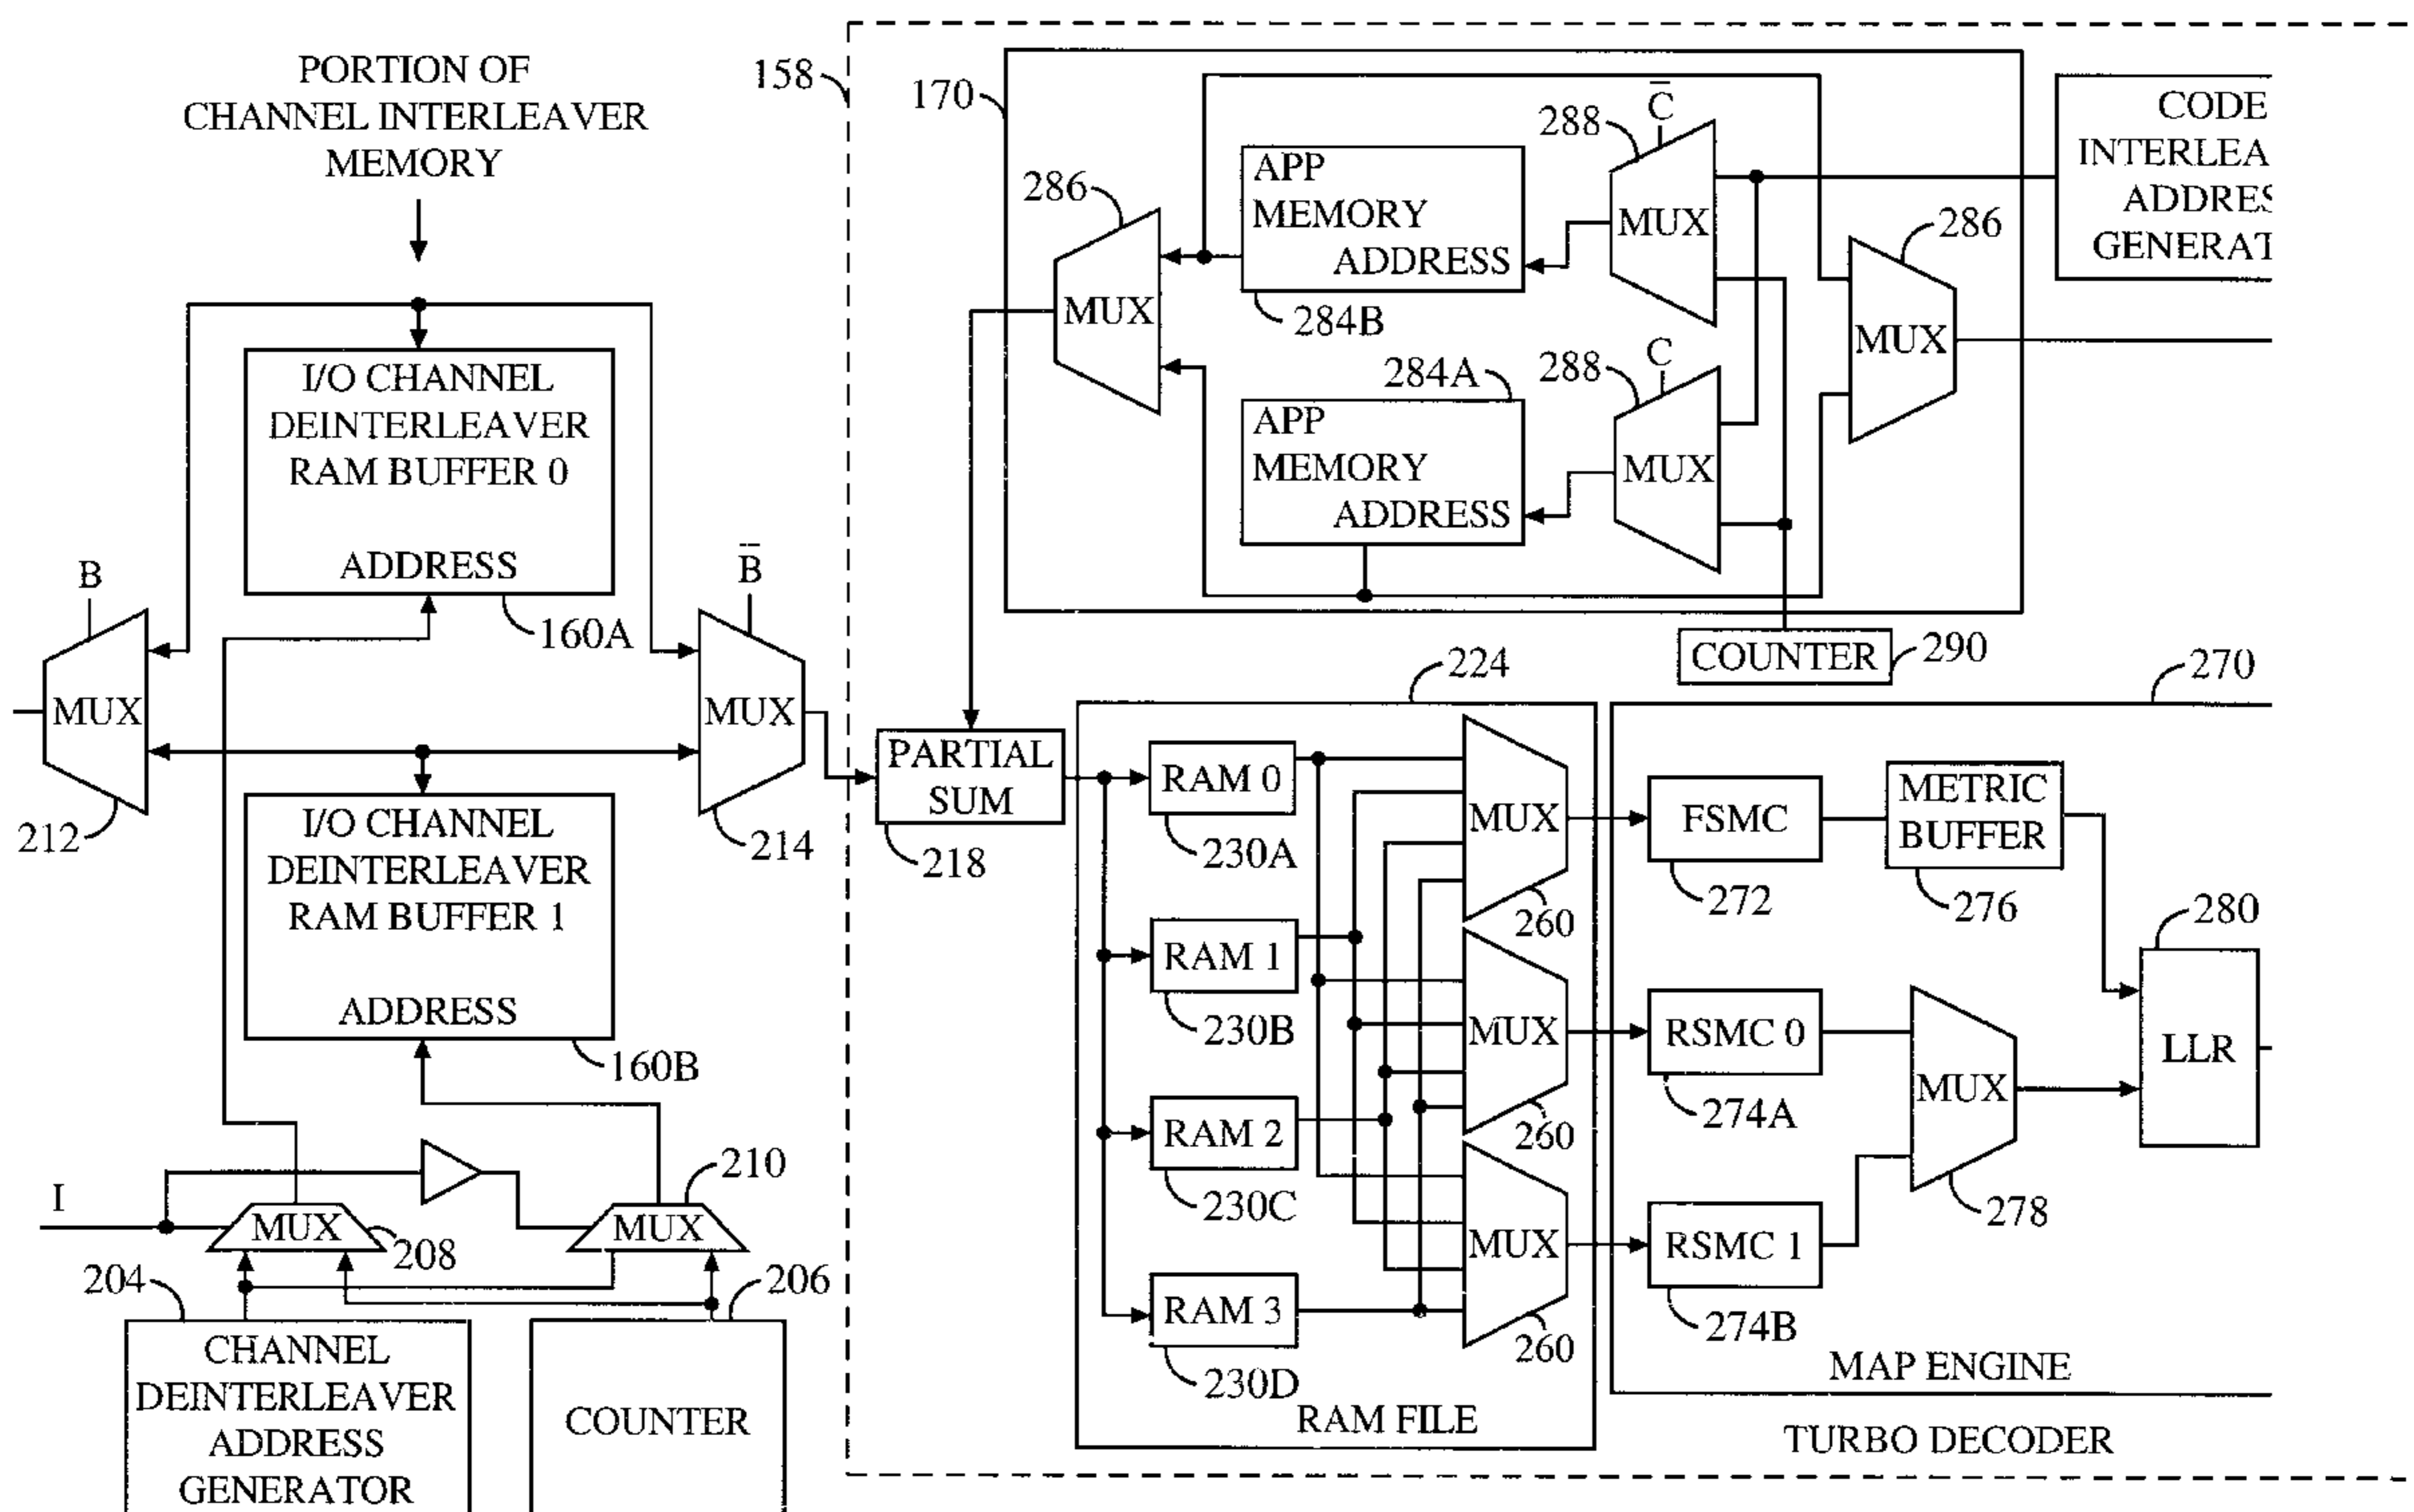 PORTION OF
CHANNEL INTERLEAVER
MEMORY
I/O CHANNEL
DEINTERLEAVER
RAM BUFFER 0
ADDRESS
160A
B
B̅
MUX
212
MUX
214
I/O CHANNEL
DEINTERLEAVER
RAM BUFFER 1
ADDRESS
160B
I
MUX
208
MUX
210
204
CHANNEL
DEINTERLEAVER
ADDRESS
GENERATOR
206
COUNTER
158
170
286
MUX
APP
MEMORY
ADDRESS
284B
288
C̅
MUX
284A
APP
MEMORY
ADDRESS
288
C
MUX
286
MUX
CODE
INTERLEA
ADDRES
GENERAT
COUNTER
290
PARTIAL
SUM
218
224
RAM 0
230A
RAM 1
230B
RAM 2
230C
RAM 3
230D
MUX
260
MUX
260
MUX
260
RAM FILE
270
FSMC
272
METRIC
BUFFER
276
RSMC 0
274A
RSMC 1
274B
MUX
278
280
LLR
MAP ENGINE
TURBO DECODER